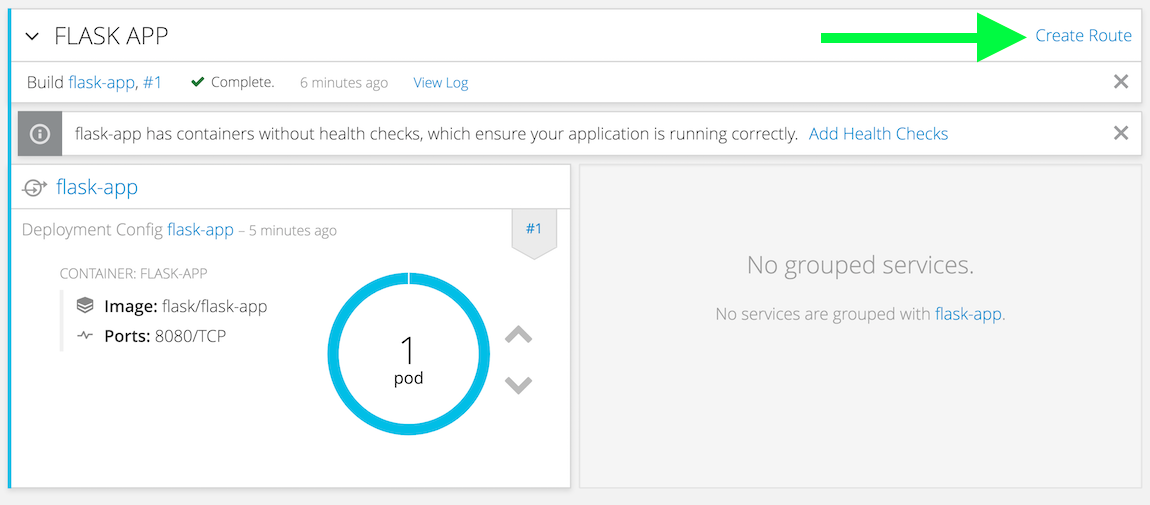 FLASK APP
Create Route
Build flask-app, #1 Complete. 6 minutes ago View Log
flask-app has containers without health checks, which ensure your application is running correctly. Add Health Checks
flask-app
Deployment Config flask-app – 5 minutes ago
#1
CONTAINER: FLASK-APP
Image: flask/flask-app
Ports: 8080/TCP
1
pod
No grouped services.
No services are grouped with flask-app.